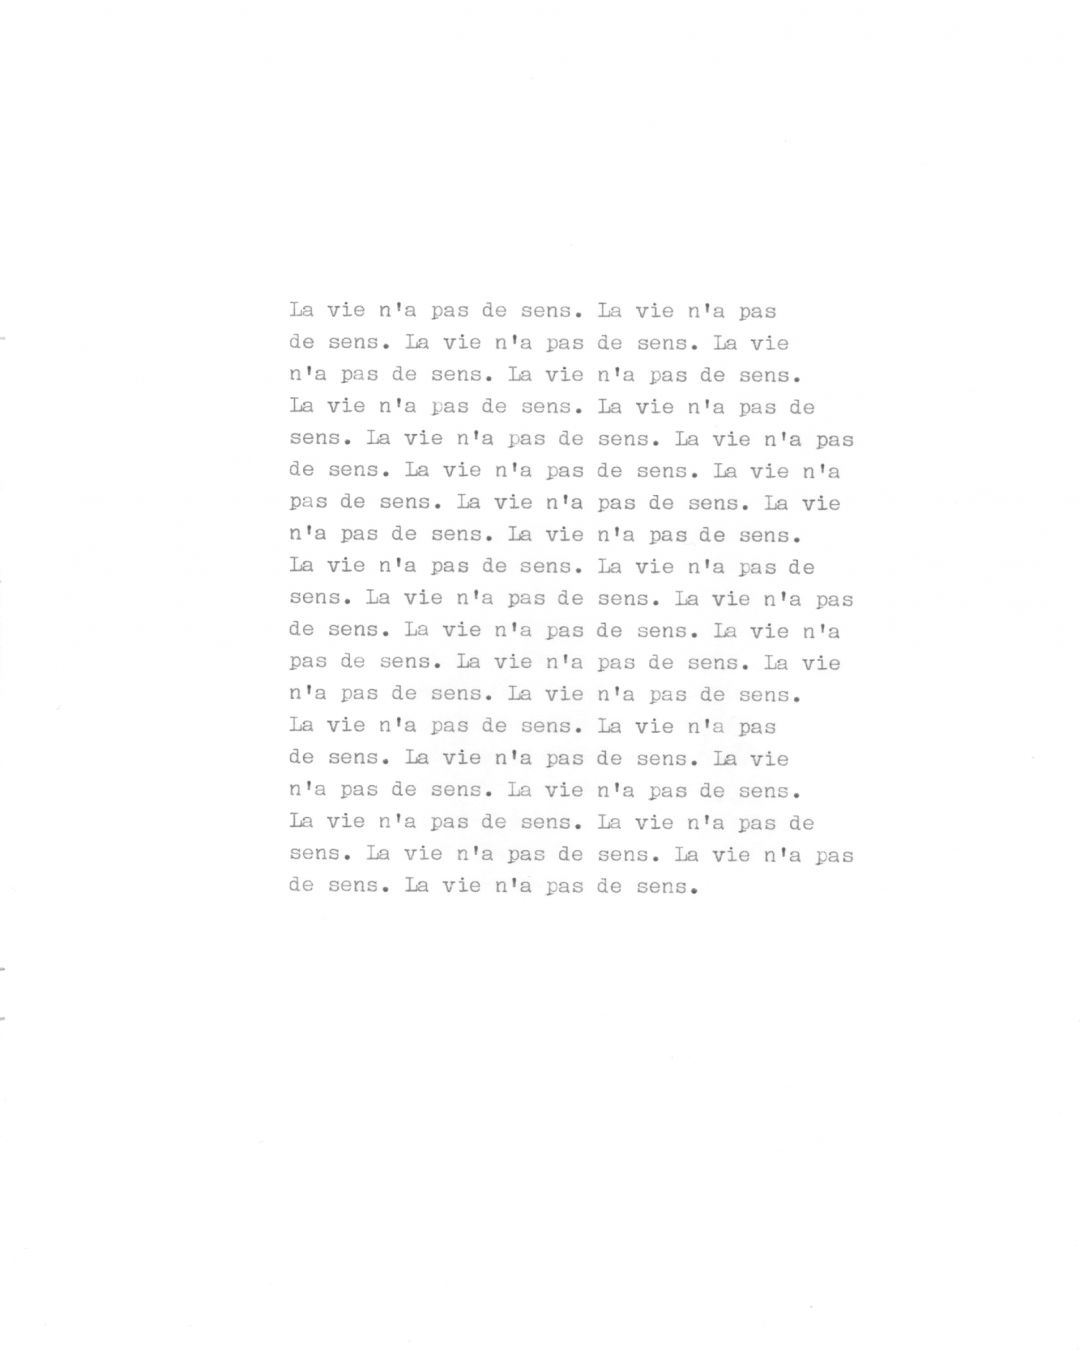 La vie n'a pas de sens. La vie n'a pas
de sens. La vie n'a pas de sens. La vie
n'a pas de sens. La vie n'a pas de sens.
La vie n'a pas de sens. La vie n'a pas de
sens. La vie n'a pas de sens. La vie n'a pas
de sens. La vie n'a pas de sens. La vie n'a
pas de sens. La vie n'a pas de sens. La vie
n'a pas de sens. La vie n'a pas de sens.
La vie n'a pas de sens. La vie n'a pas de
sens. La vie n'a pas de sens. La vie n'a pas
de sens. La vie n'a pas de sens. La vie n'a
pas de sens. La vie n'a pas de sens. La vie
n'a pas de sens. La vie n'a pas de sens.
La vie n'a pas de sens. La vie n'a pas
de sens. La vie n'a pas de sens. La vie
n'a pas de sens. La vie n'a pas de sens.
La vie n'a pas de sens. La vie n'a pas de
sens. La vie n'a pas de sens. La vie n'a pas
de sens. La vie n'a pas de sens.